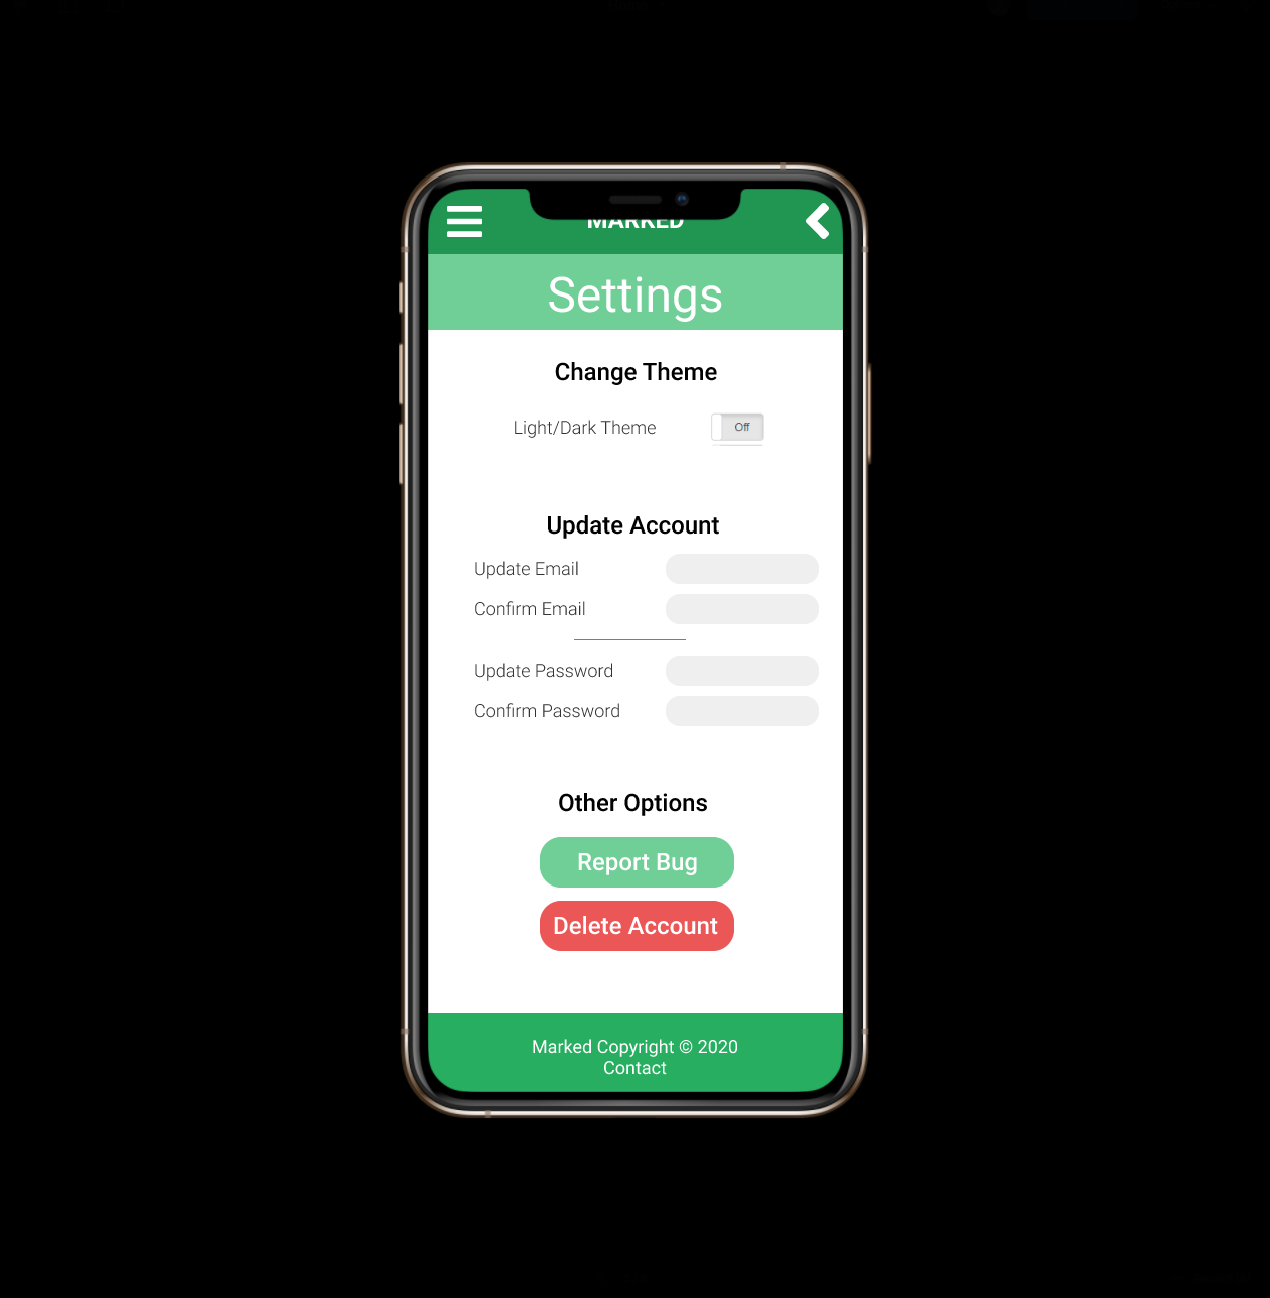 MARKED
Settings
Change Theme
Light/Dark Theme Off
Update Account
Update Email
Confirm Email
Update Password
Confirm Password
Other Options
Report Bug
Delete Account
Marked Copyright © 2020
Contact